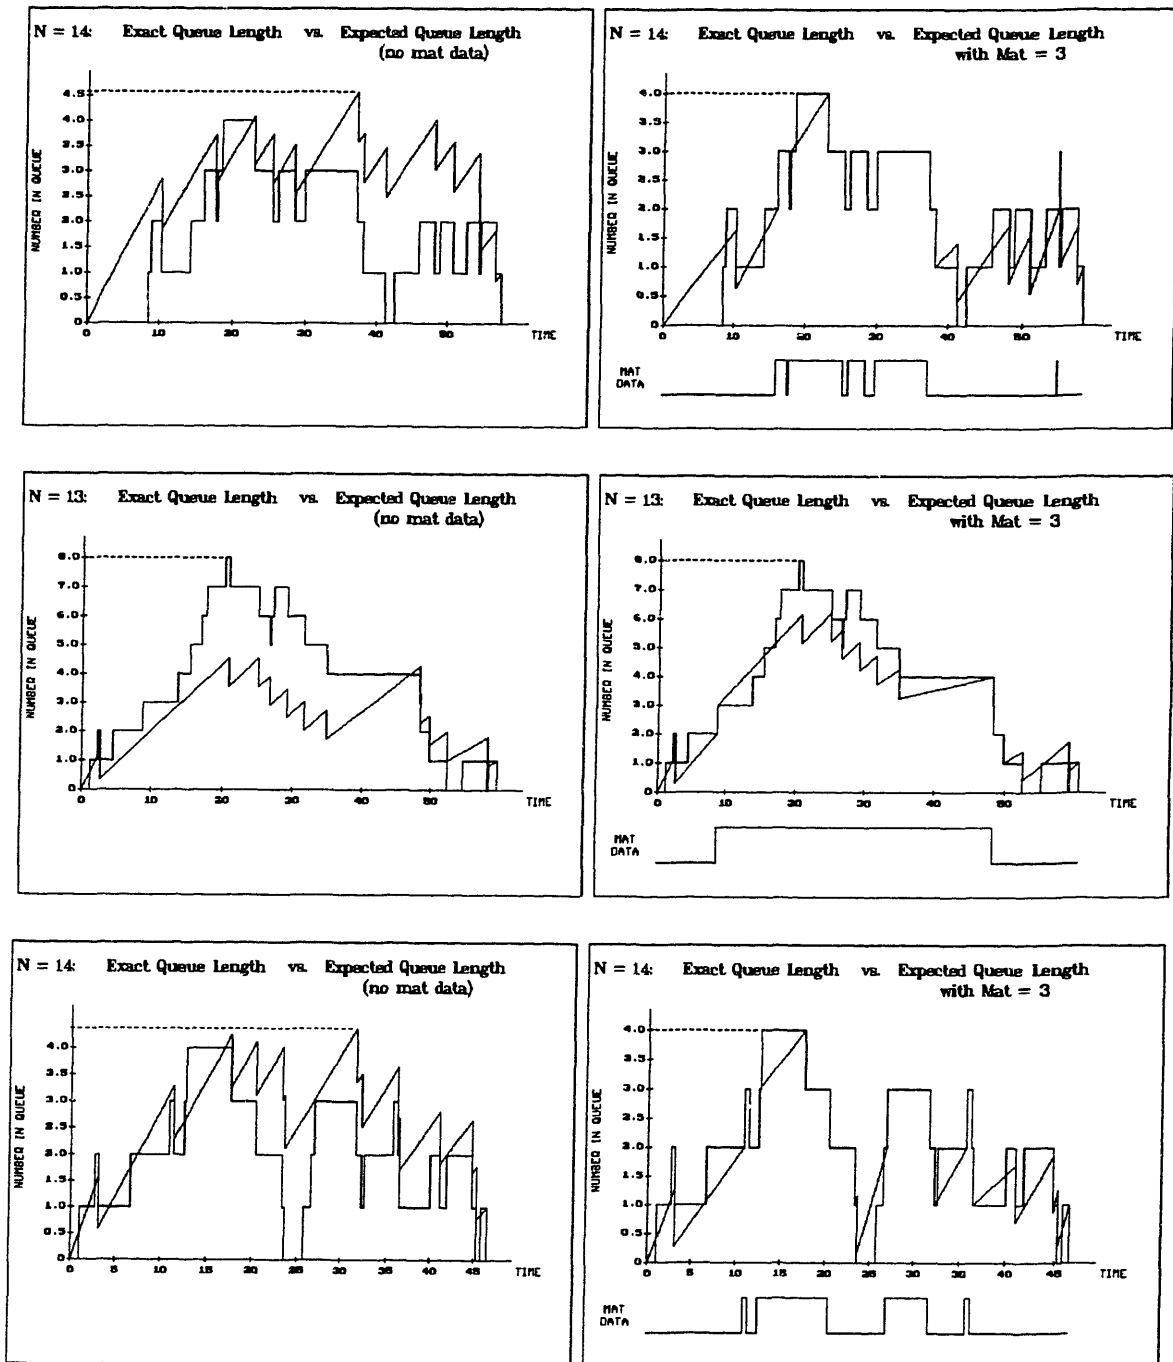 N = 14: Exact Queue Length vs. Expected Queue Length
(no mat data)
NUMBER IN QUEUE
4.5
4.0
3.5
3.0
2.5
2.0
1.5
1.0
0.5
0
0 10 20 30 40 50
TIME
N = 14: Exact Queue Length vs. Expected Queue Length
with Mat = 3
NUMBER IN QUEUE
4.0
3.5
3.0
2.5
2.0
1.5
1.0
0.5
0
0 10 20 30 40 50
TIME
MAT
DATA
N = 13: Exact Queue Length vs. Expected Queue Length
(no mat data)
NUMBER IN QUEUE
8.0
7.0
6.0
5.0
4.0
3.0
2.0
1.0
0
0 10 20 30 40 50
TIME
N = 13: Exact Queue Length vs. Expected Queue Length
with Mat = 3
NUMBER IN QUEUE
8.0
7.0
6.0
5.0
4.0
3.0
2.0
1.0
0
0 10 20 30 40 50
TIME
MAT
DATA
N = 14: Exact Queue Length vs. Expected Queue Length
(no mat data)
NUMBER IN QUEUE
4.0
3.5
3.0
2.5
2.0
1.5
1.0
0.5
0
0 5 10 15 20 25 30 35 40 45
TIME
N = 14: Exact Queue Length vs. Expected Queue Length
with Mat = 3
NUMBER IN QUEUE
4.0
3.5
3.0
2.5
2.0
1.5
1.0
0.5
0
0 5 10 15 20 25 30 35 40 45
TIME
MAT
DATA